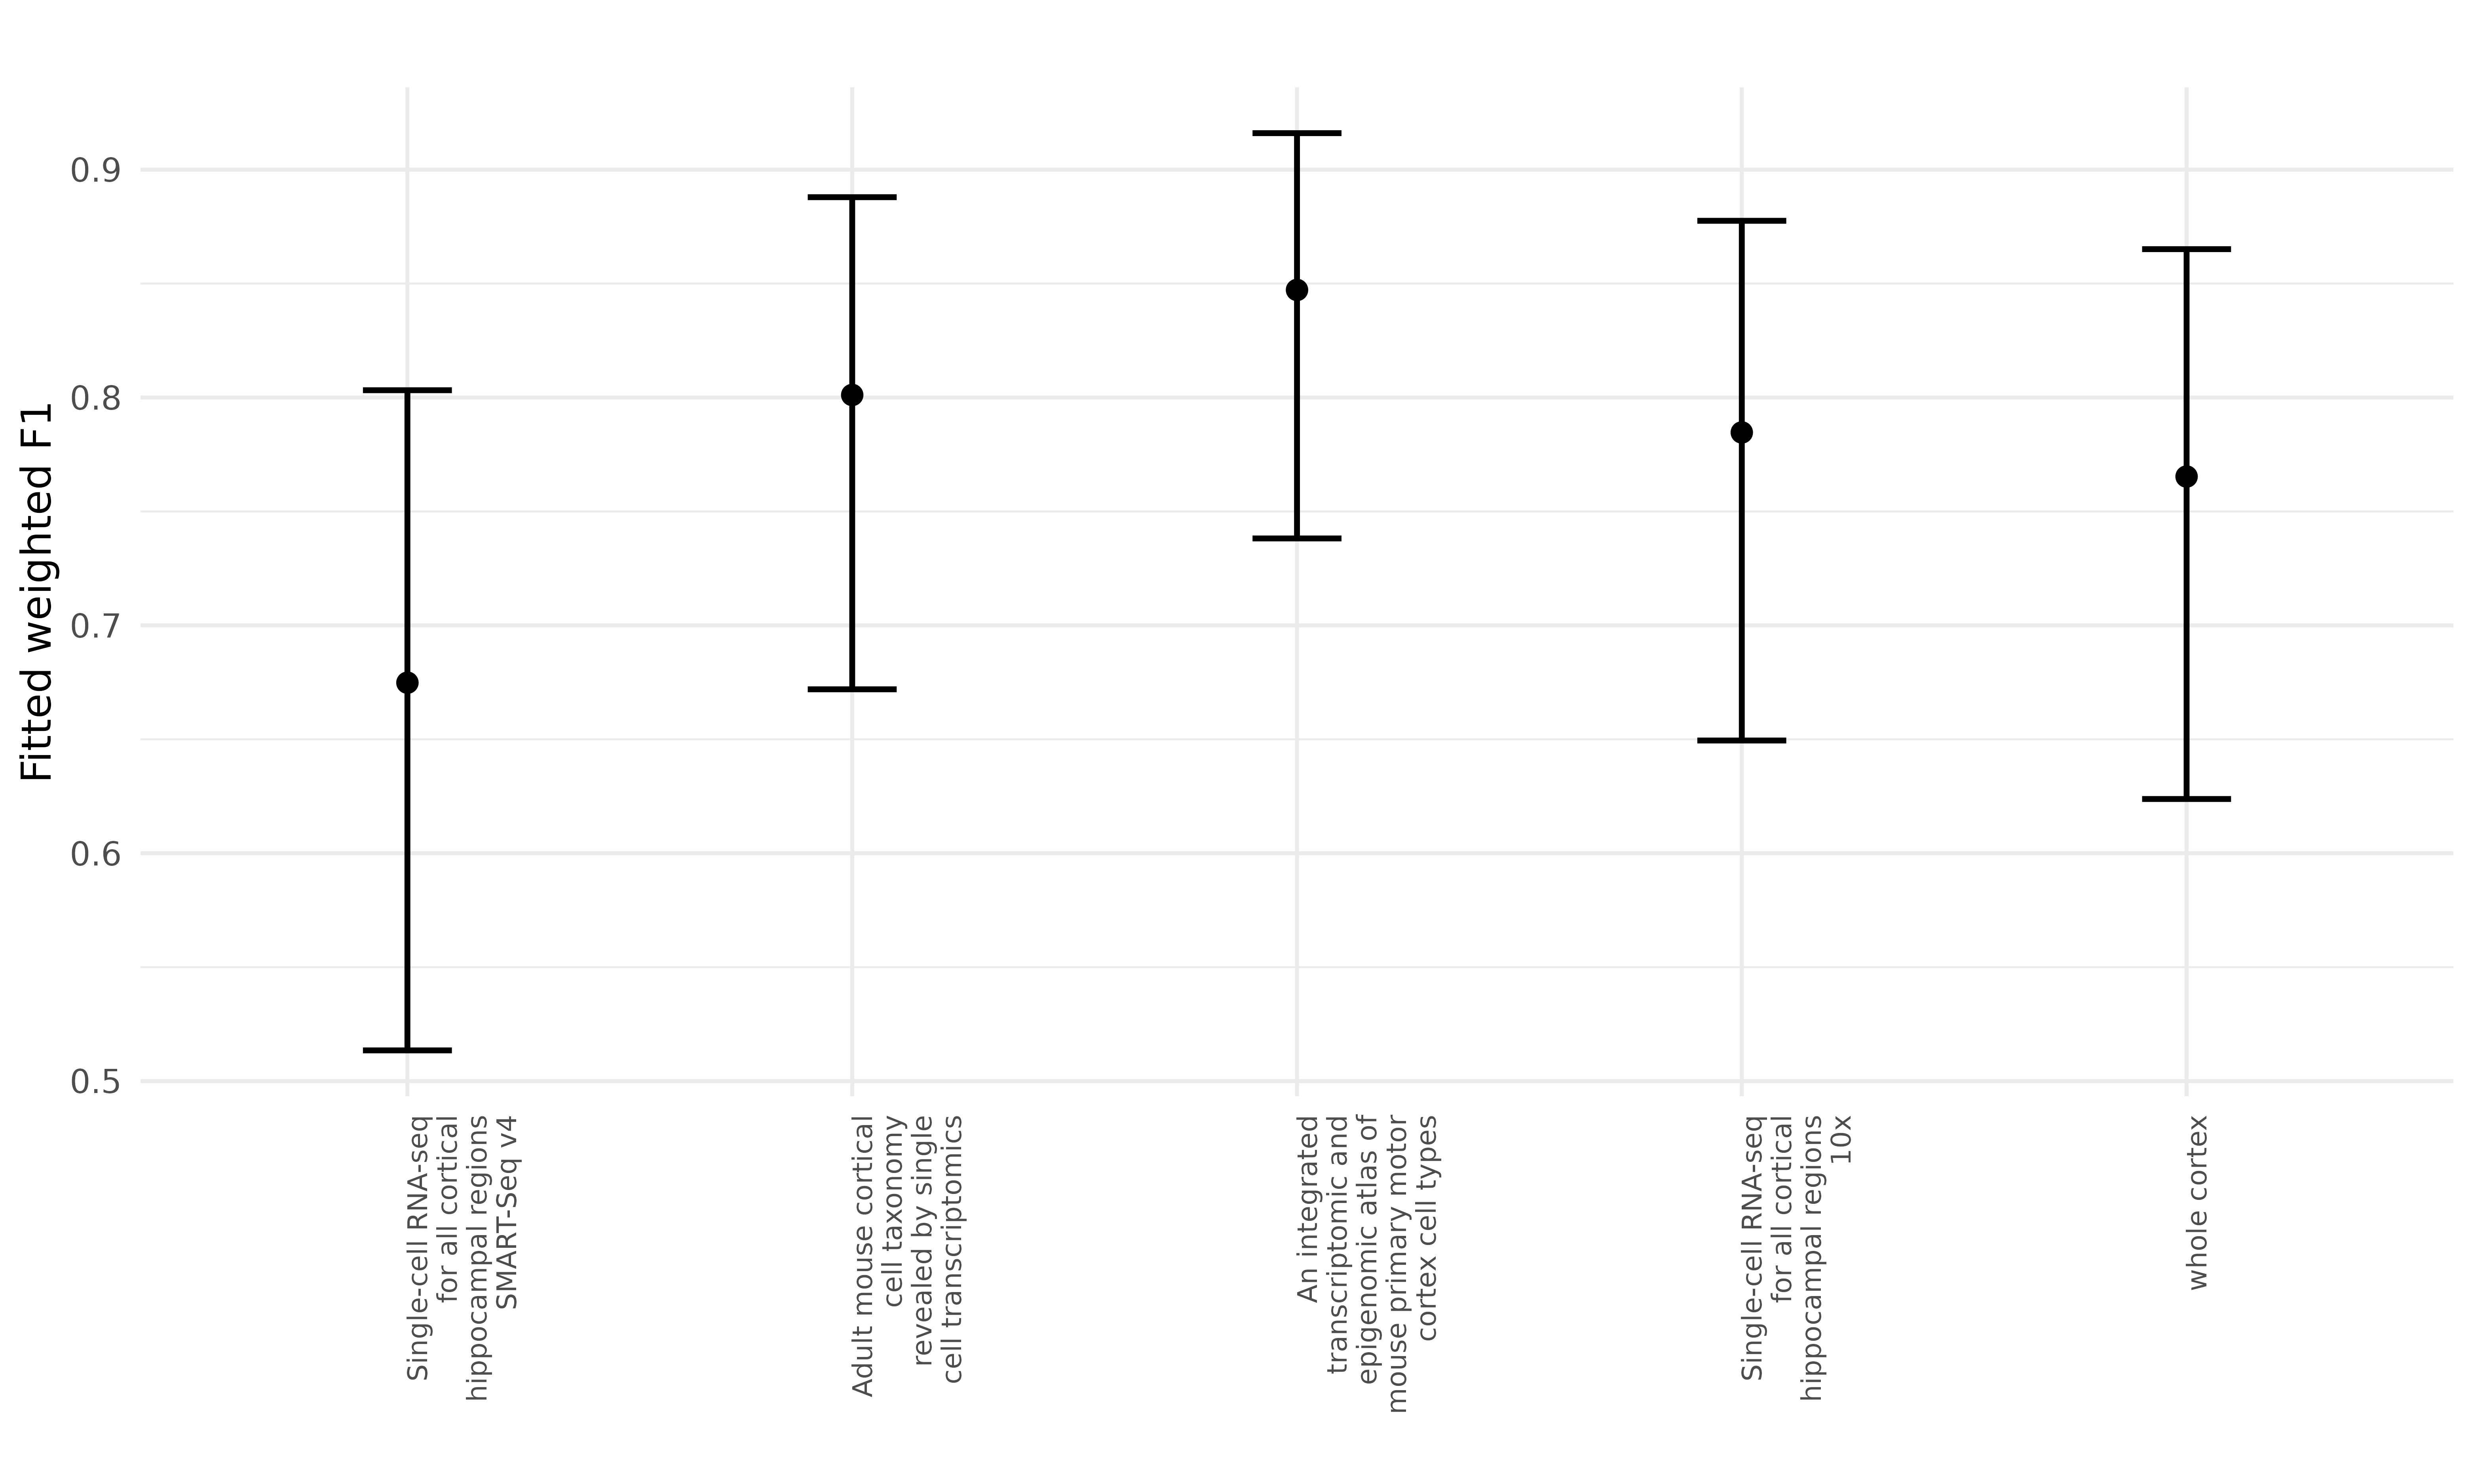 Fitted weighted F1
0.9
0.8
0.7
0.6
0.5
Single-cell RNA-seq
for all cortical
hippocampal regions
SMART-Seq v4
Adult mouse cortical
cell taxonomy
revealed by single
cell transcriptomics
An integrated
transcriptomic and
epigenomic atlas of
mouse primary motor
cortex cell types
Single-cell RNA-seq
for all cortical
hippocampal regions
10x
whole cortex